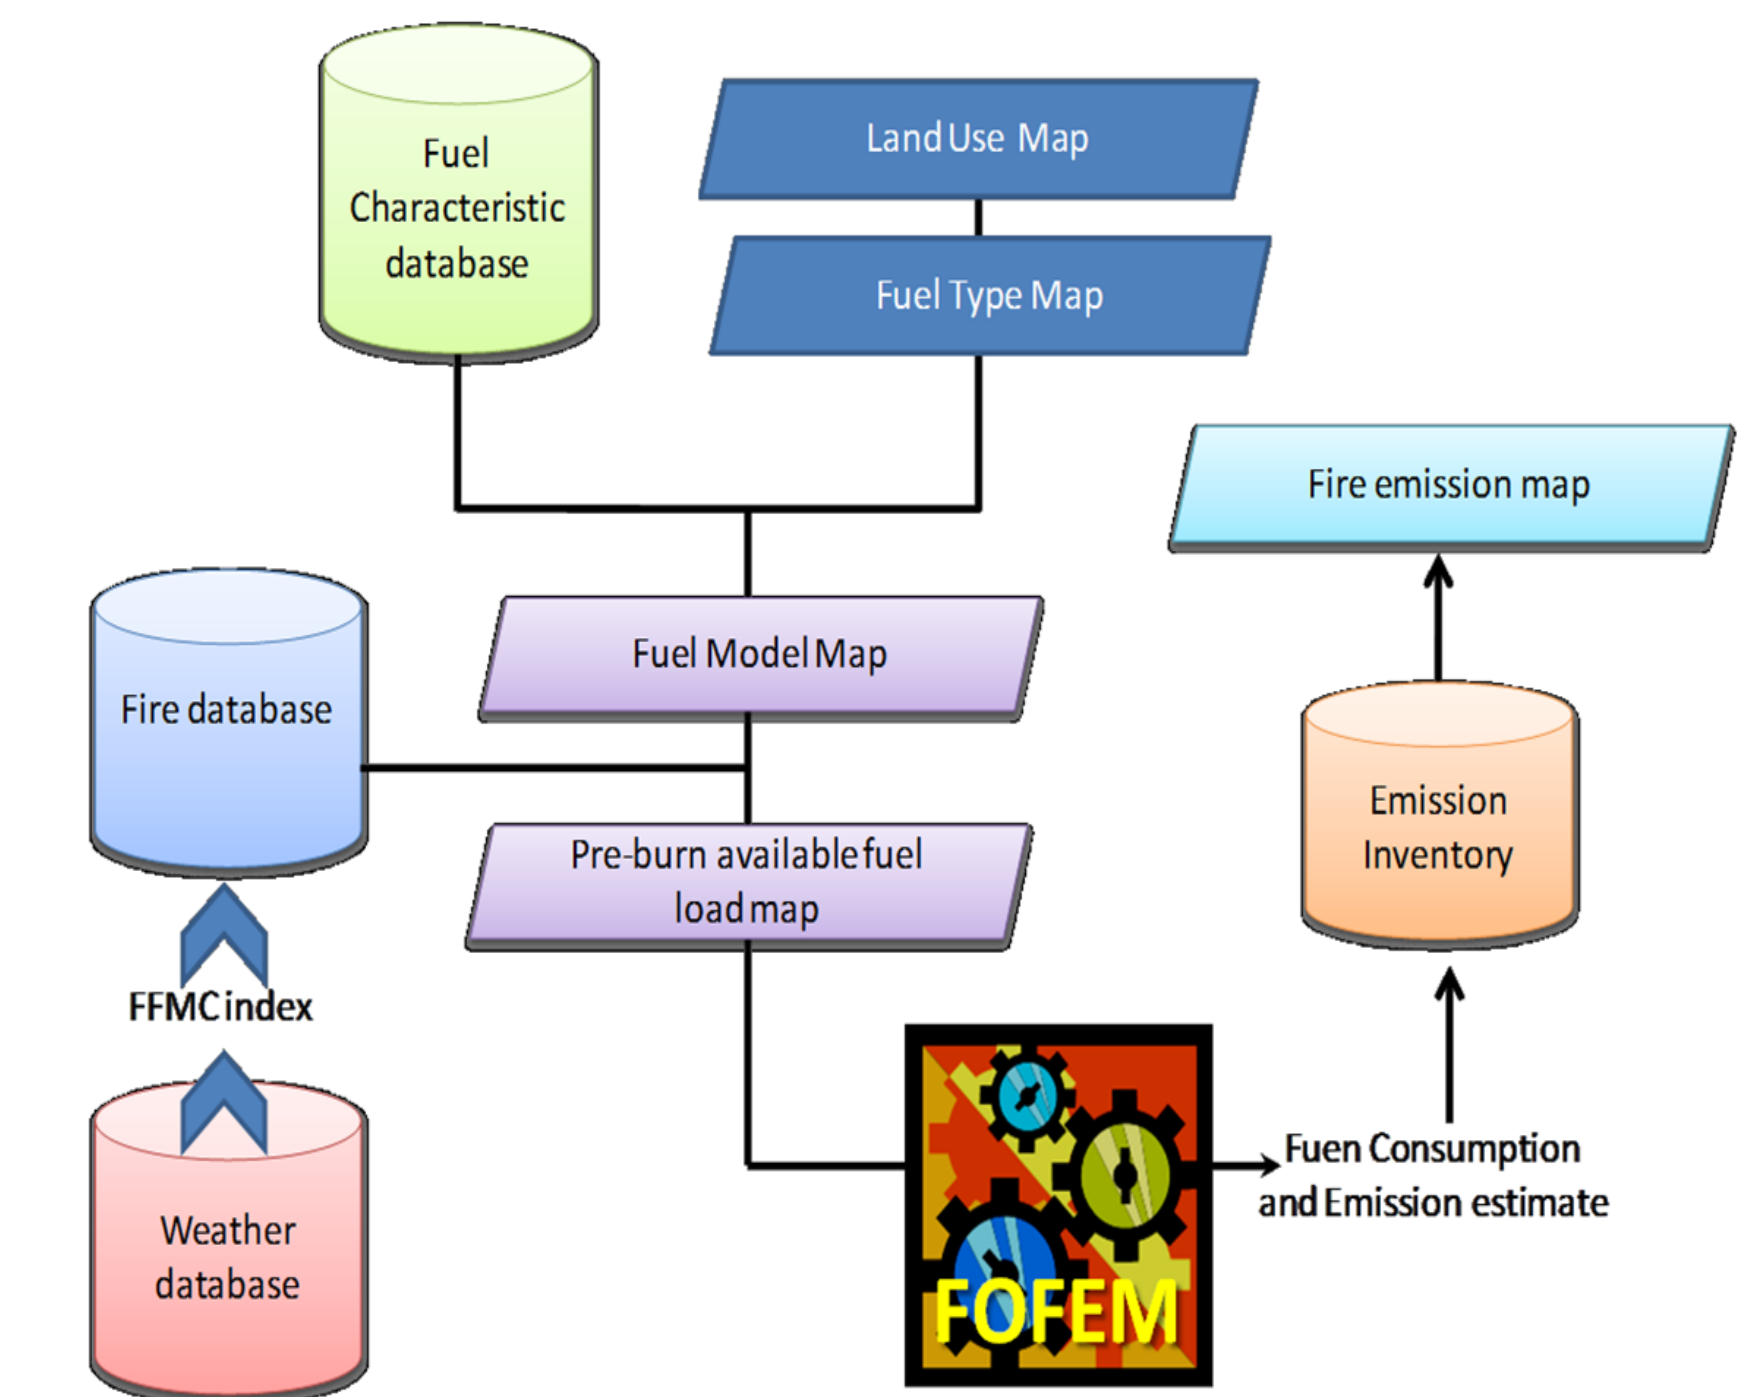 Fuel
Characteristic
database
Land Use Map
Fuel Type Map
Fire emission map
Fuel Model Map
Fire database
Emission
Inventory
Pre-burn available fuel
load map
FFMC index
Fuen Consumption
and Emission estimate
Weather
database
FOFEM